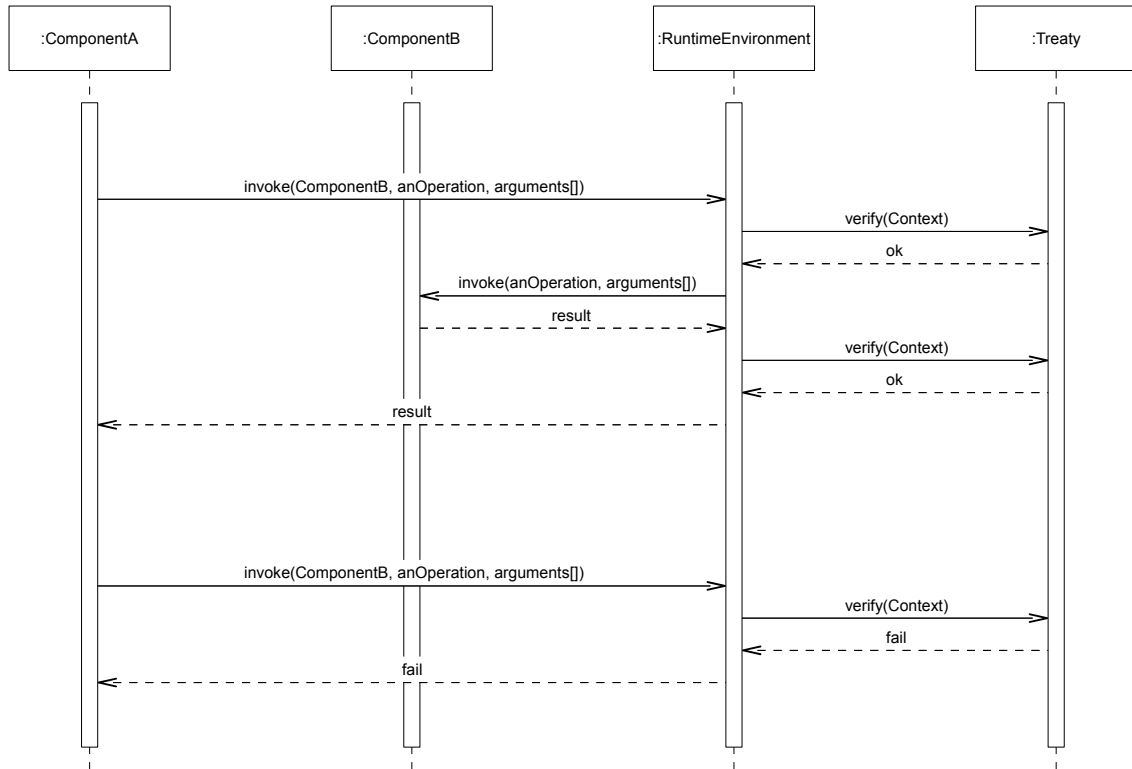 :ComponentA
:ComponentB
:RuntimeEnvironment
:Treaty
invoke(ComponentB, anOperation, arguments[])
verify(Context)
ok
invoke(anOperation, arguments[])
result
verify(Context)
ok
result
invoke(ComponentB, anOperation, arguments[])
verify(Context)
fail
fail